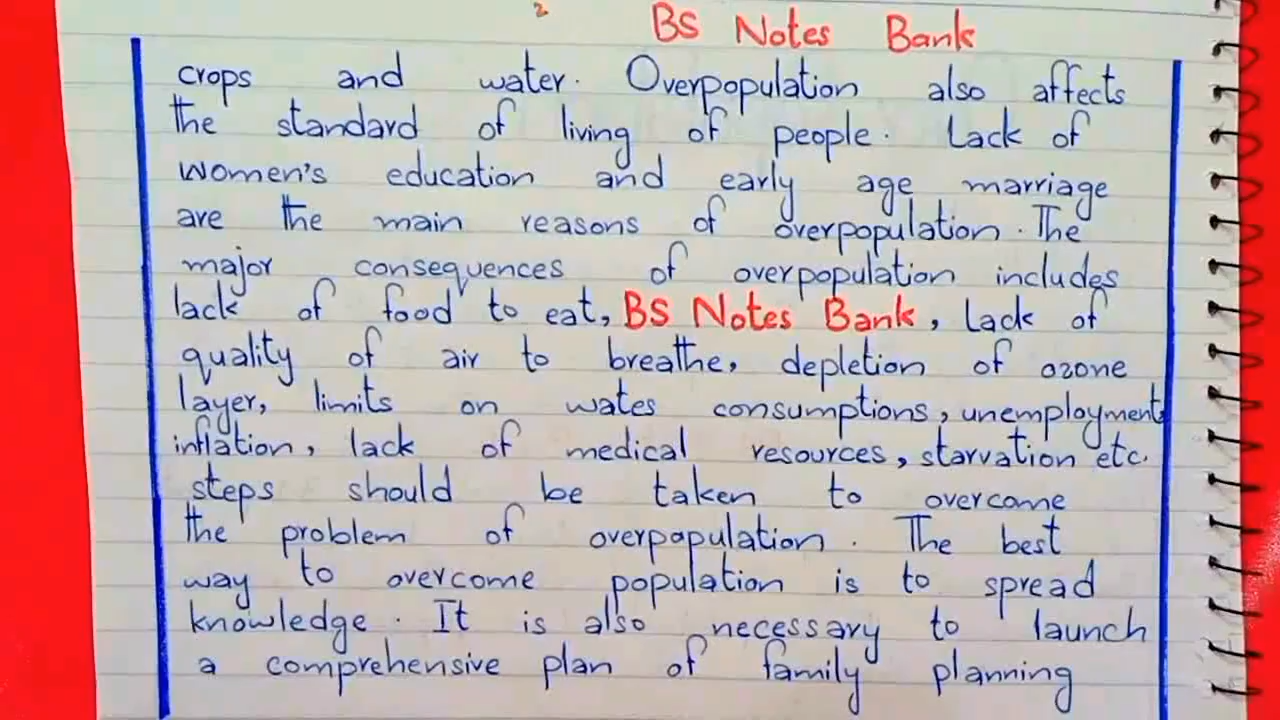 2
BS Notes Bank
crops and water. Overpopulation also affects
the standard of living of people. Lack of
women's education and early age marriage
are the main reasons of overpopulation. The
major consequences of overpopulation includes
lack of food to eat, BS Notes Bank, lack of
quality of air to breathe, depletion of ozone
layer, limits on wates consumptions, unemployment,
inflation, lack of medical resources, starvation etc.
steps should be taken to overcome
the problem of overpopulation. The best
way to overcome population is to spread
knowledge. It is also necessary to launch
a comprehensive plan of family planning